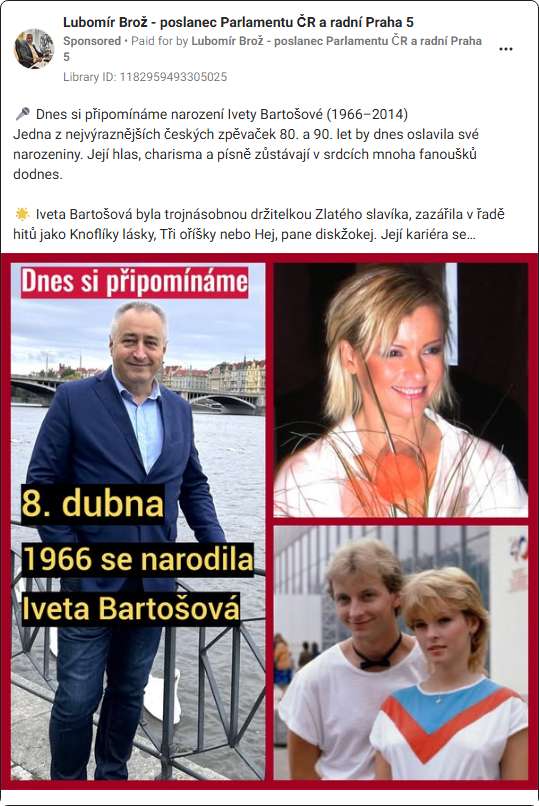 Lubomír Brož - poslanec Parlamentu ČR a radní Praha 5
Sponsored • Paid for by Lubomír Brož - poslanec Parlamentu ČR a radní Praha
5
Library ID: 1182959493305025
🎤 Dnes si připomínáme narození Ivety Bartošové (1966–2014)
Jedna z nejvýraznějších českých zpěvaček 80. a 90. let by dnes oslavila své
narozeniny. Její hlas, charisma a písně zůstávají v srdcích mnoha fanoušků
dodnes.
🌟 Iveta Bartošová byla trojnásobnou držitelkou Zlatého slavíka, zazářila v řadě
hitů jako Knoflíky lásky, Tři oříšky nebo Hej, pane diskžokej. Její kariéra se…
Dnes si připomínáme
8. dubna
1966 se narodila
Iveta Bartošová